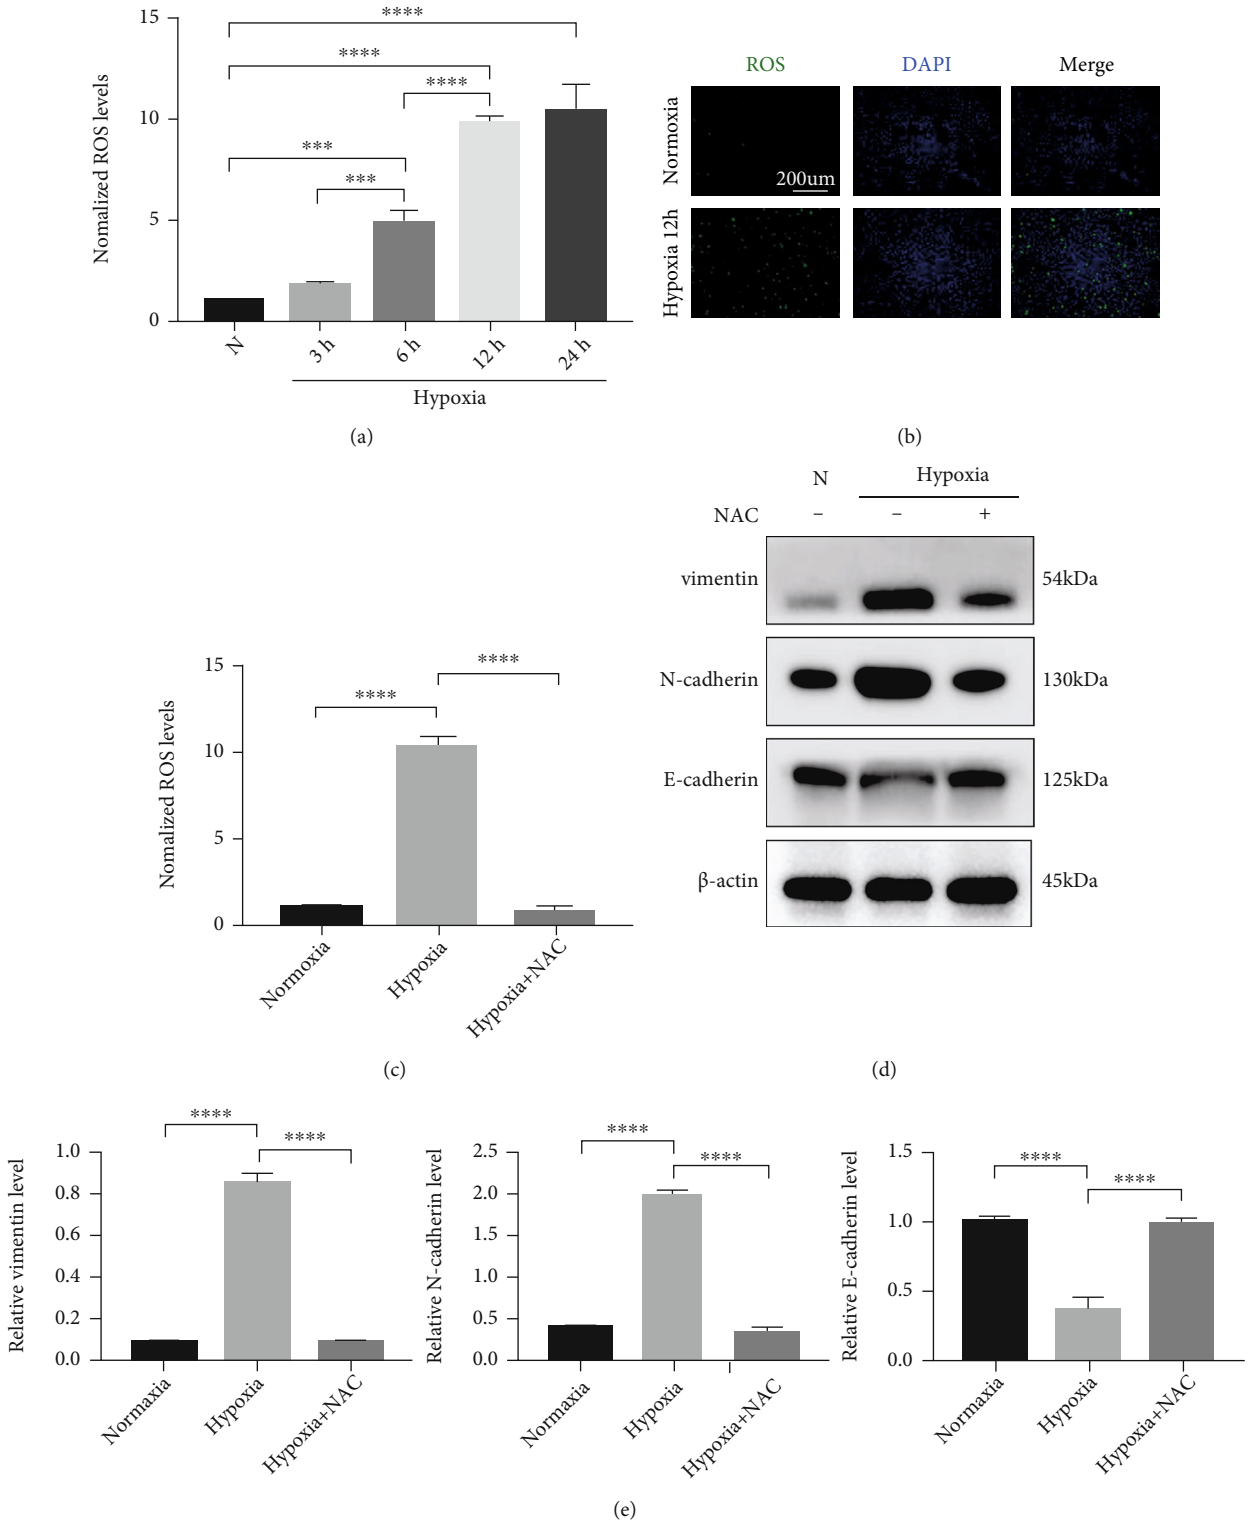 15
10
5
0
Nomalized ROS levels
****
****
****
***
***
N
3 h
6 h
12 h
24 h
Hypoxia
(a)
ROS
DAPI
Merge
Normoxia
200um
Hypoxia 12h
(b)
15
10
5
0
Nomalized ROS levels
****
****
Normoxia
Hypoxia
Hypoxia+NAC
(c)
N
Hypoxia
NAC
–
–
+
vimentin
54kDa
N-cadherin
130kDa
E-cadherin
125kDa
β-actin
45kDa
(d)
Relative vimentin level
1.0
0.8
0.6
0.4
0.2
0.0
****
****
Normaxia
Hypoxia
Hypoxia+NAC
Relative N-cadherin level
2.5
2.0
1.5
1.0
0.5
0.0
****
****
Normaxia
Hypoxia
Hypoxia+NAC
Relative E-cadherin level
1.5
1.0
0.5
0.0
****
****
Normaxia
Hypoxia
Hypoxia+NAC
(e)